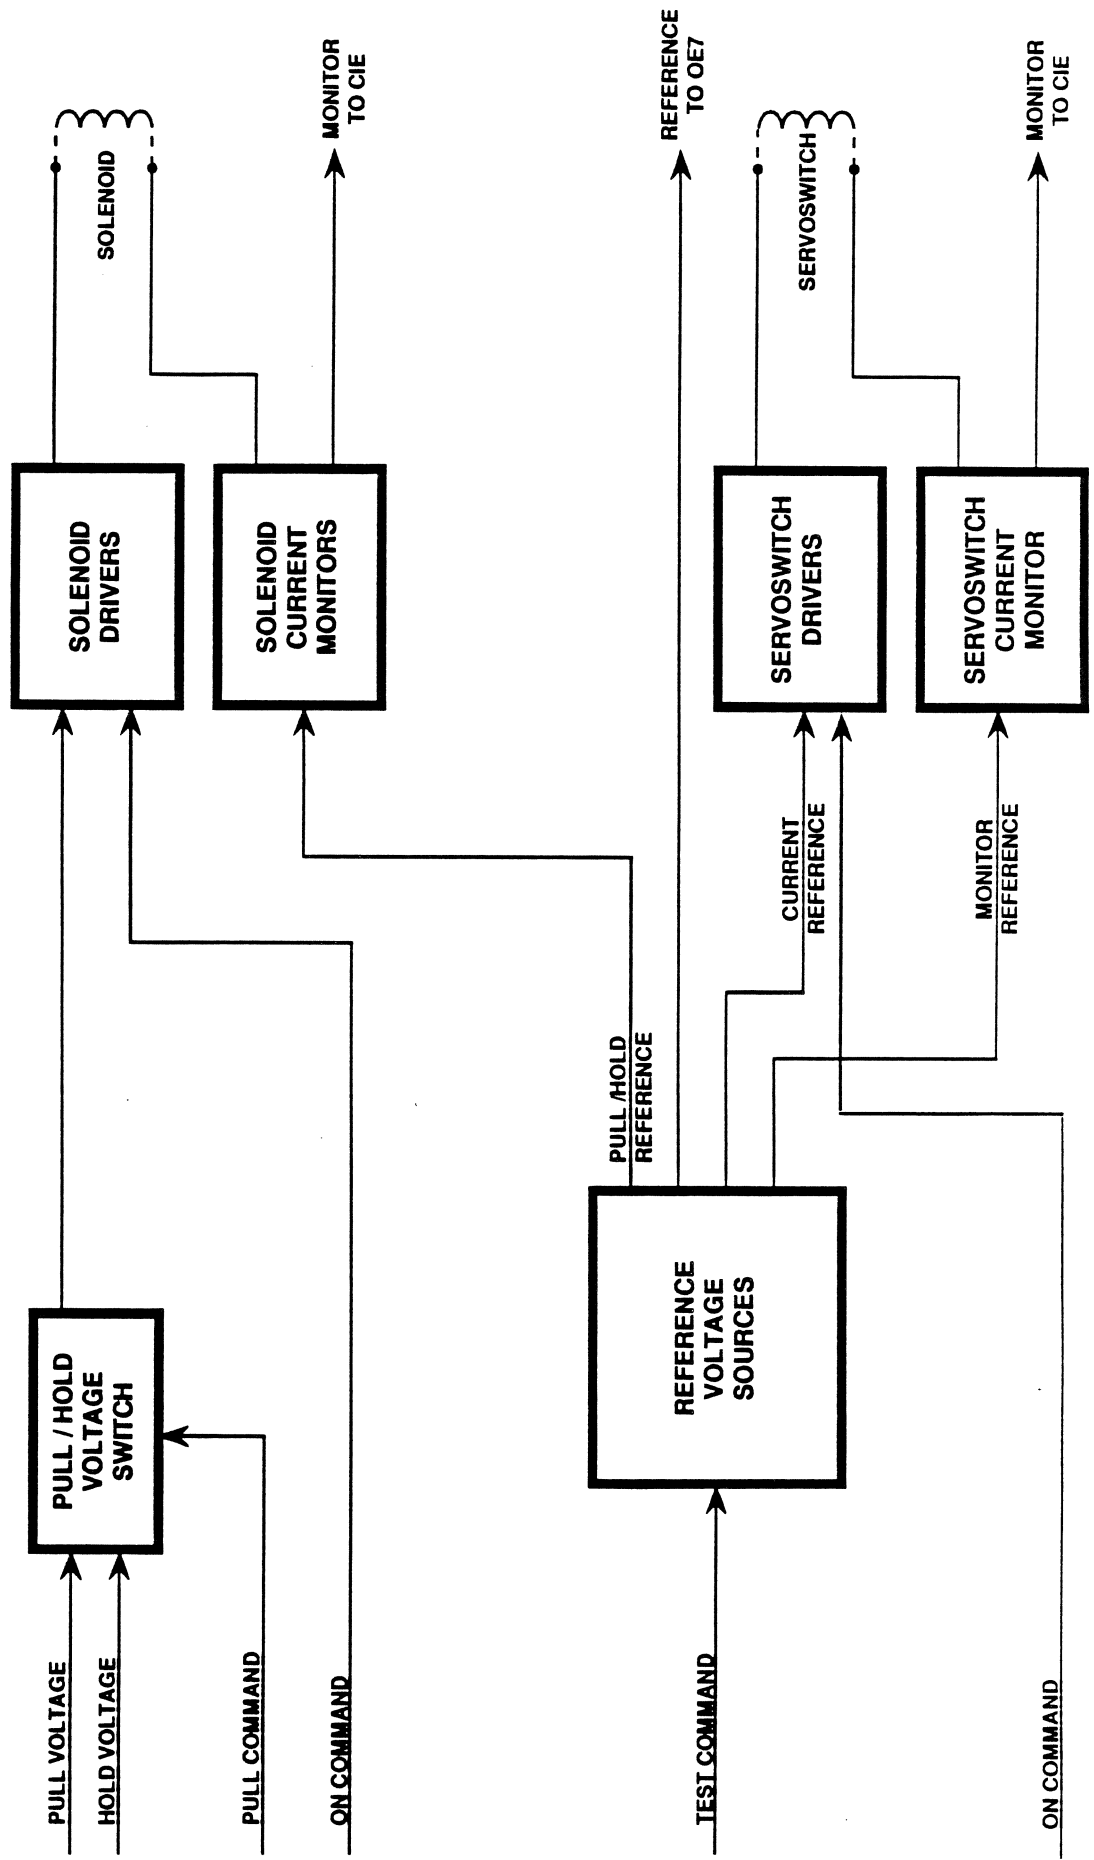 PULL VOLTAGE
HOLD VOLTAGE
PULL COMMAND
ON COMMAND
PULL / HOLD
VOLTAGE
SWITCH
SOLENOID
DRIVERS
SOLENOID
CURRENT
MONITORS
SOLENOID
MONITOR
TO CIE
TEST COMMAND
REFERENCE
VOLTAGE
SOURCES
PULL /HOLD
REFERENCE
REFERENCE
TO OE7
CURRENT
REFERENCE
MONITOR
REFERENCE
SERVOSWITCH
DRIVERS
SERVOSWITCH
CURRENT
MONITOR
SERVOSWITCH
MONITOR
TO CIE
ON COMMAND